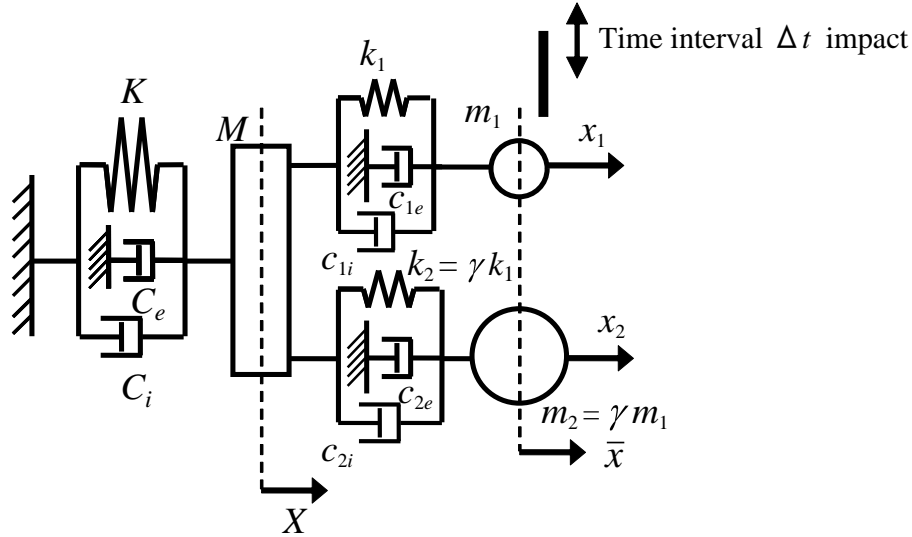 Time interval Δt impact
k₁
K
m₁
M
x₁
c₁ₑ
c₁ᵢ
k₂ = γk₁
Cₑ
x₂
Cᵢ
c₂ₑ
m₂ = γm₁
c₂ᵢ
x̄
X